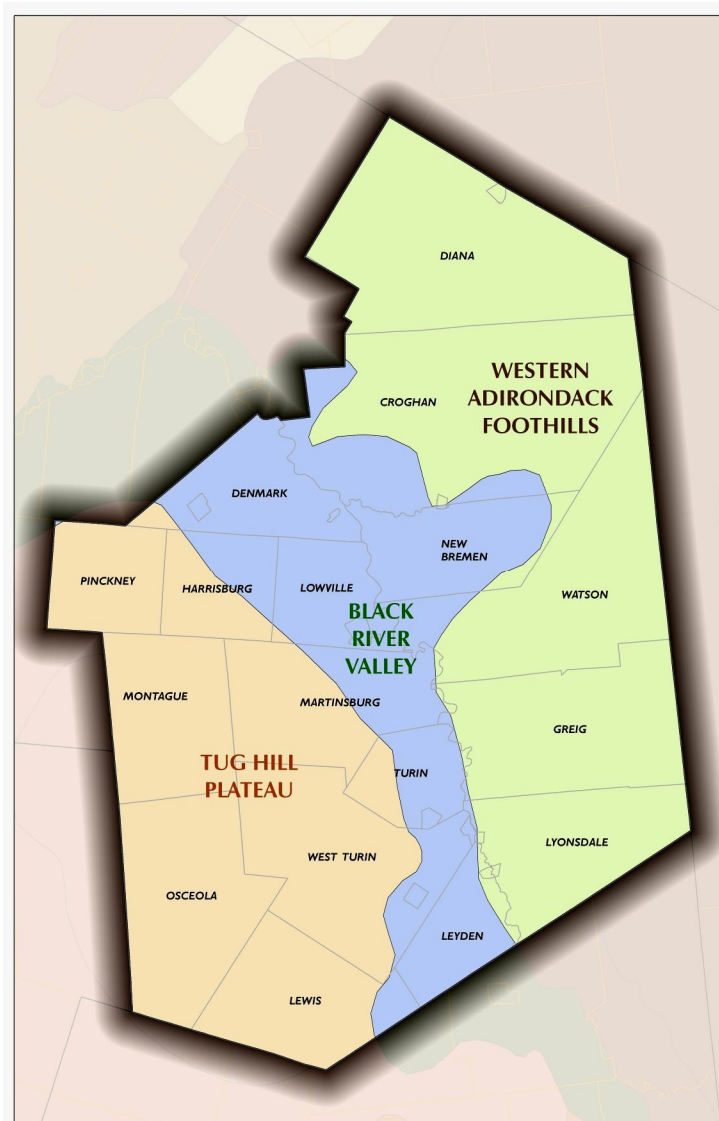 DIANA
WESTERN
ADIRONDACK
FOOTHILLS
CROGHAN
DENMARK
NEW
BREMEN
PINCKNEY
HARRISBURG
LOWVILLE
WATSON
BLACK
RIVER
VALLEY
MONTAGUE
MARTINSBURG
GREIG
TUG HILL
PLATEAU
TURIN
LYONSDALE
WEST TURIN
OSCEOLA
LEYDEN
LEWIS